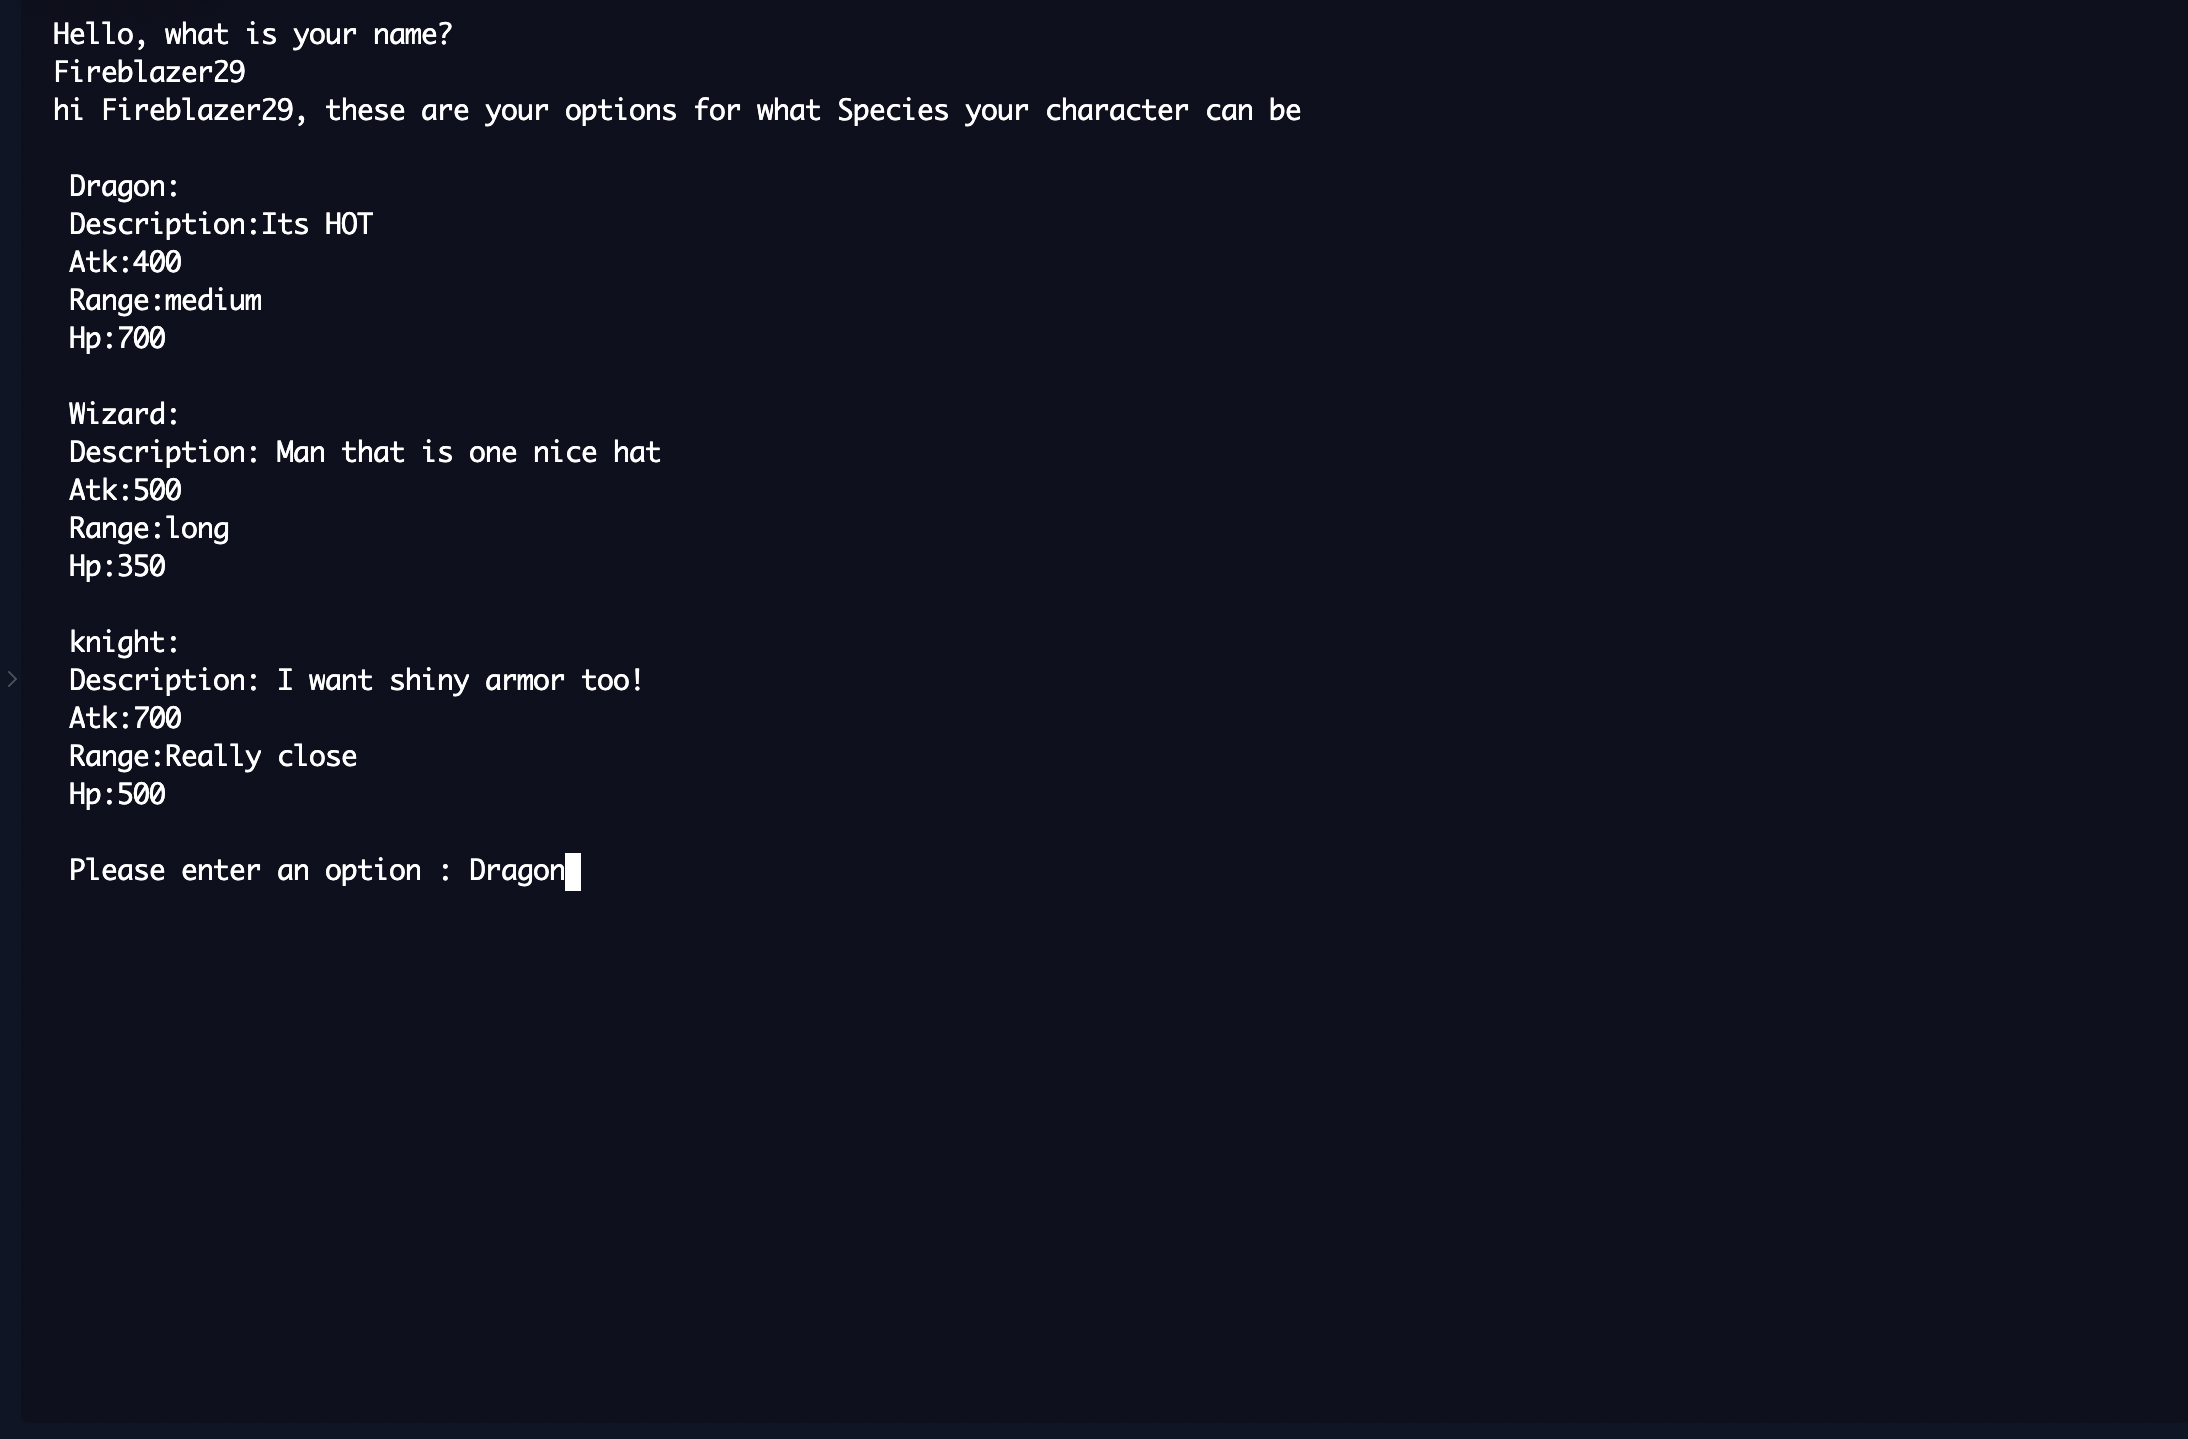 Hello, what is your name?
Fireblazer29
hi Fireblazer29, these are your options for what Species your character can be
Dragon:
Description:Its HOT
Atk:400
Range:medium
Hp:700
Wizard:
Description: Man that is one nice hat
Atk:500
Range:long
Hp:350
knight:
Description: I want shiny armor too!
Atk:700
Range:Really close
Hp:500
Please enter an option : Dragon